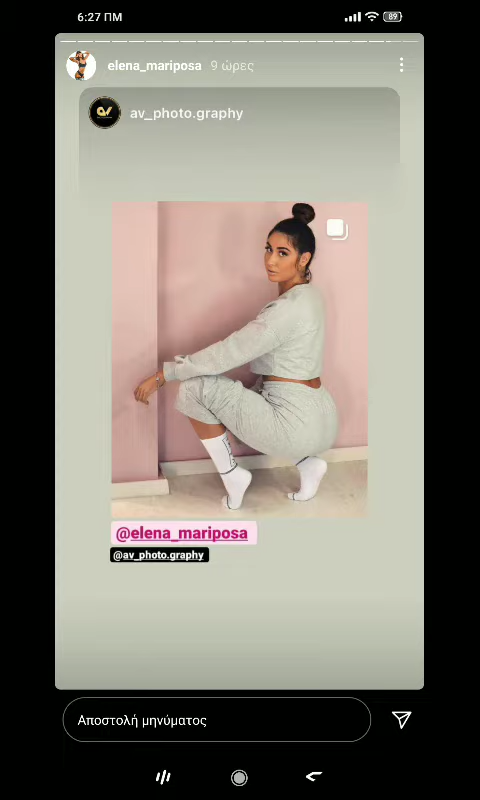 6:27 ΠΜ
89
elena_mariposa 9 ώρες
av_photo.graphy
@elena_mariposa
@av_photo.graphy
Αποστολή μηνύματος